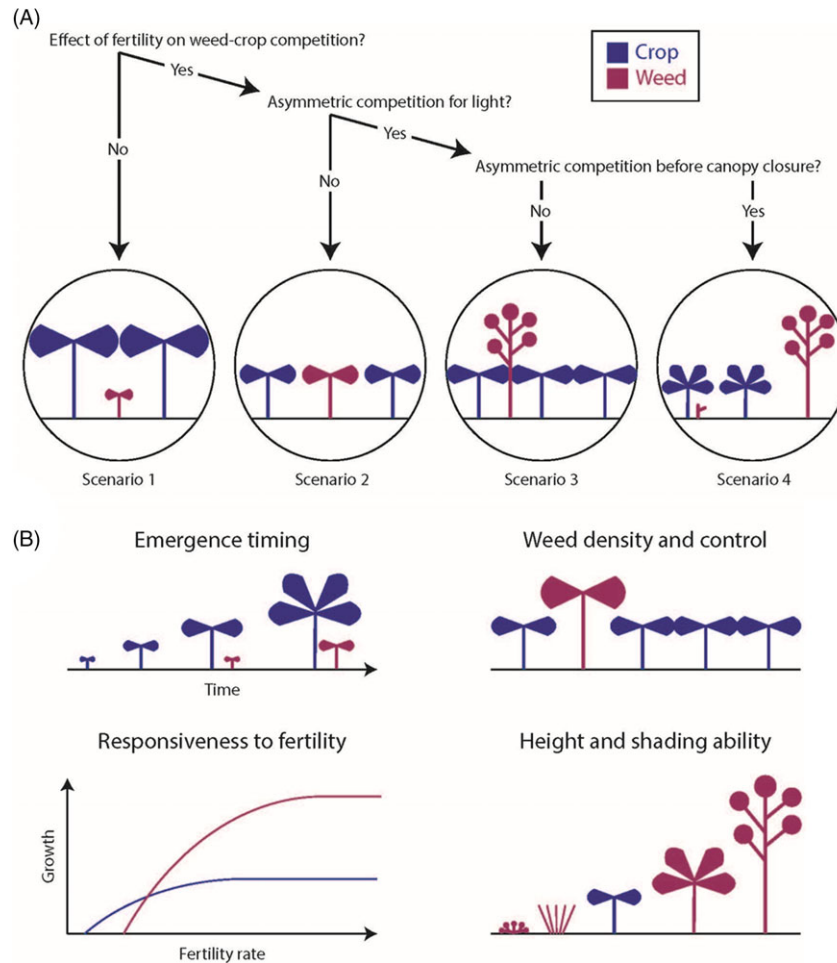 (A)
Effect of fertility on weed-crop competition?
Crop
Weed
Yes
Asymmetric competition for light?
No
Yes
Asymmetric competition before canopy closure?
No
No
Yes
Scenario 1
Scenario 2
Scenario 3
Scenario 4
(B)
Emergence timing
Weed density and control
Time
Responsiveness to fertility
Height and shading ability
Growth
Fertility rate